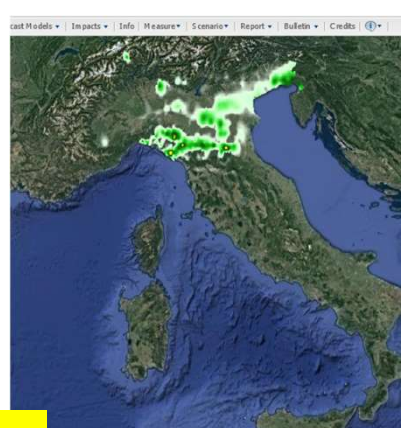 cast Models ▾ | Impacts ▾ | Info | Measure▾ | Scenario▾ | Report ▾ | Bulletin ▾ | Credits | ⓘ▾